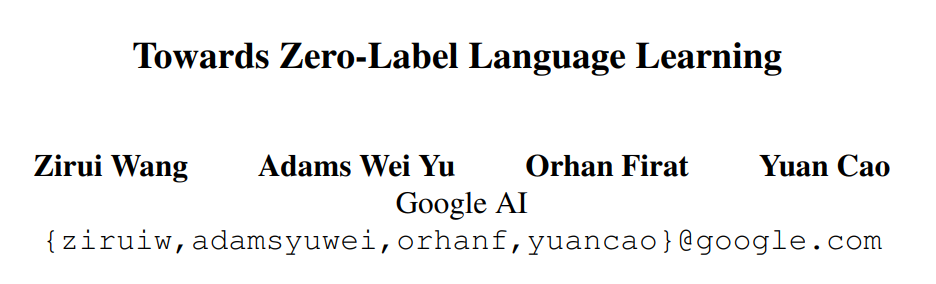 Towards Zero-Label Language Learning
Zirui Wang Adams Wei Yu Orhan Firat Yuan Cao
Google AI
{ziruiw,adamsyuwei,orhanf,yuancao}@google.com